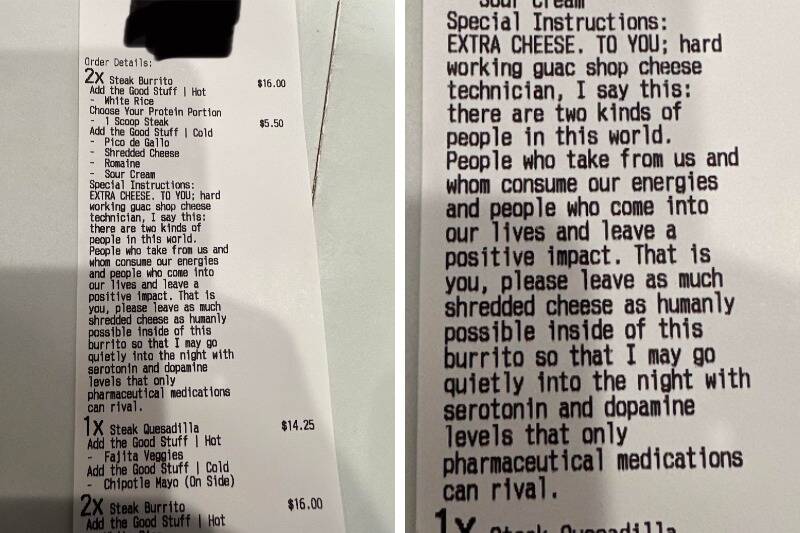 Order Details:
2X Steak Burrito $16.00
Add the Good Stuff | Hot
- White Rice
Choose Your Protein Portion
- 1 Scoop Steak $5.50
Add the Good Stuff | Cold
- Pico de Gallo
- Shredded Cheese
- Romaine
- Sour Cream
Special Instructions:
EXTRA CHEESE. TO YOU; hard
working guac shop cheese
technician, I say this:
there are two kinds of
people in this world.
People who take from us and
whom consume our energies
and people who come into
our lives and leave a
positive impact. That is
you, please leave as much
shredded cheese as humanly
possible inside of this
burrito so that I may go
quietly into the night with
serotonin and dopamine
levels that only
pharmaceutical medications
can rival.
1X Steak Quesadilla $14.25
Add the Good Stuff | Hot
- Fajita Veggies
Add the Good Stuff | Cold
- Chipotle Mayo (On Side)
2X Steak Burrito $16.00
Add the Good Stuff | Hot
Sour Cream
Special Instructions:
EXTRA CHEESE. TO YOU; hard
working guac shop cheese
technician, I say this:
there are two kinds of
people in this world.
People who take from us and
whom consume our energies
and people who come into
our lives and leave a
positive impact. That is
you, please leave as much
shredded cheese as humanly
possible inside of this
burrito so that I may go
quietly into the night with
serotonin and dopamine
levels that only
pharmaceutical medications
can rival.
1X Steak Quesadilla